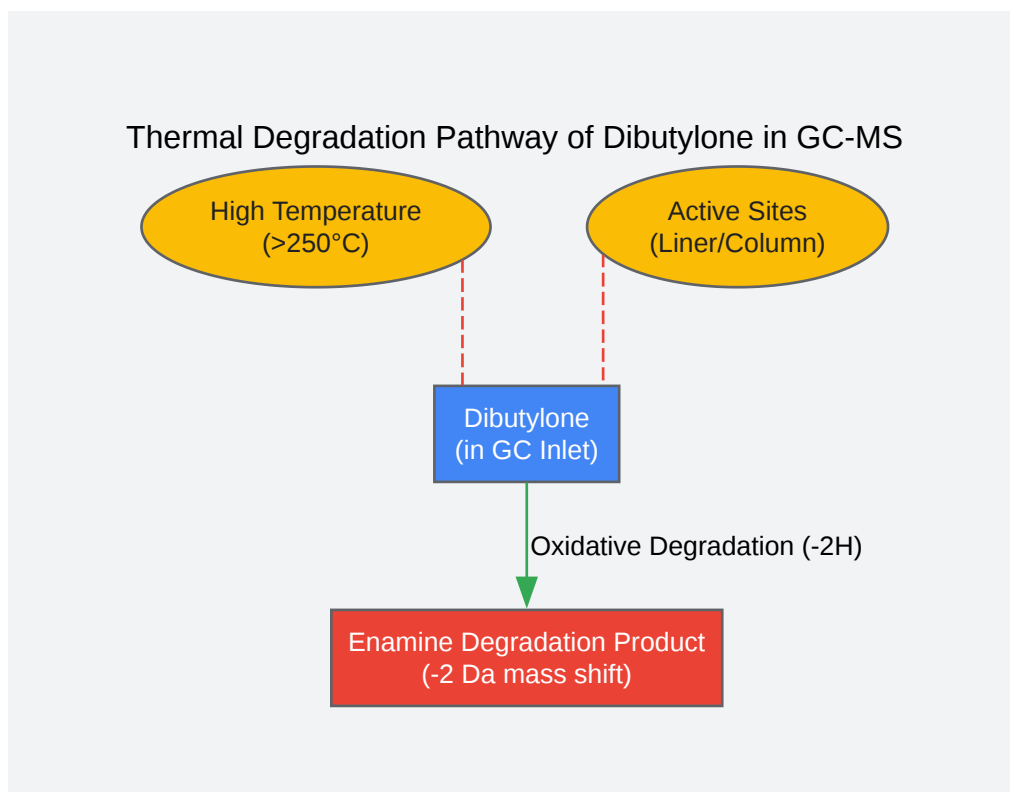 Thermal Degradation Pathway of Dibutylone in GC-MS
High Temperature
(>250°C)
Active Sites
(Liner/Column)
Dibutylone
(in GC Inlet)
Oxidative Degradation (-2H)
Enamine Degradation Product
(-2 Da mass shift)